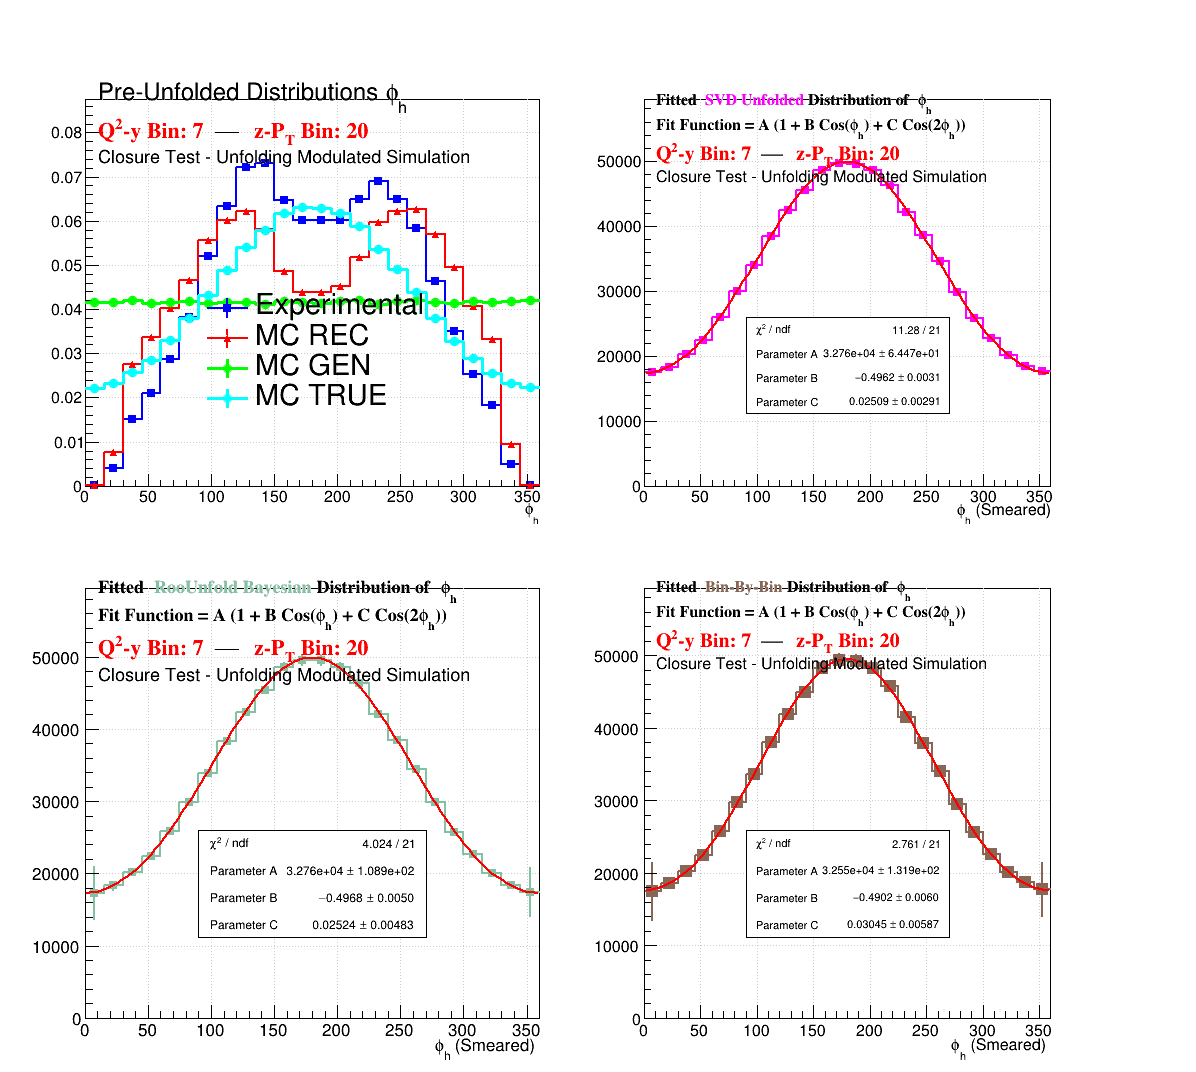 Pre-Unfolded Distributions ϕh
Q²-y Bin: 7 — z-PT Bin: 20
Closure Test - Unfolding Modulated Simulation
0.08
0.07
0.06
0.05
0.04
0.03
0.02
0.01
0
Experimental
MC REC
MC GEN
MC TRUE
0 50 100 150 200 250 300 350
ϕh
Fitted SVD Unfolded Distribution of ϕh
Fit Function = A (1 + B Cos(ϕh) + C Cos(2ϕh))
Q²-y Bin: 7 — z-PT Bin: 20
Closure Test - Unfolding Modulated Simulation
50000
40000
30000
20000
10000
0
χ² / ndf 11.28 / 21
Parameter A 3.276e+04 ± 6.447e+01
Parameter B −0.4962 ± 0.0031
Parameter C 0.02509 ± 0.00291
0 50 100 150 200 250 300 350
ϕh (Smeared)
Fitted RooUnfold Bayesian Distribution of ϕh
Fit Function = A (1 + B Cos(ϕh) + C Cos(2ϕh))
Q²-y Bin: 7 — z-PT Bin: 20
Closure Test - Unfolding Modulated Simulation
50000
40000
30000
20000
10000
0
χ² / ndf 4.024 / 21
Parameter A 3.276e+04 ± 1.089e+02
Parameter B −0.4968 ± 0.0050
Parameter C 0.02524 ± 0.00483
0 50 100 150 200 250 300 350
ϕh (Smeared)
Fitted Bin-By-Bin Distribution of ϕh
Fit Function = A (1 + B Cos(ϕh) + C Cos(2ϕh))
Q²-y Bin: 7 — z-PT Bin: 20
Closure Test - Unfolding Modulated Simulation
50000
40000
30000
20000
10000
0
χ² / ndf 2.761 / 21
Parameter A 3.255e+04 ± 1.319e+02
Parameter B −0.4902 ± 0.0060
Parameter C 0.03045 ± 0.00587
0 50 100 150 200 250 300 350
ϕh (Smeared)